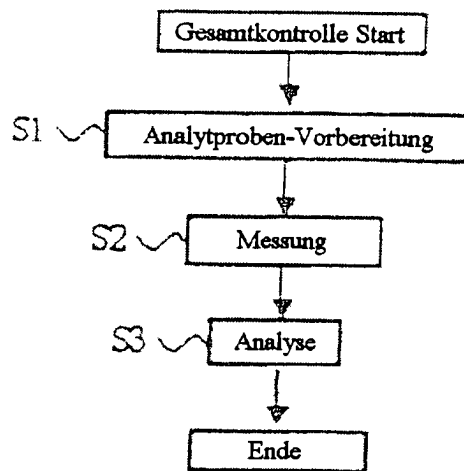 Gesamtkontrolle Start
S1 Analytproben-Vorbereitung
S2 Messung
S3 Analyse
Ende